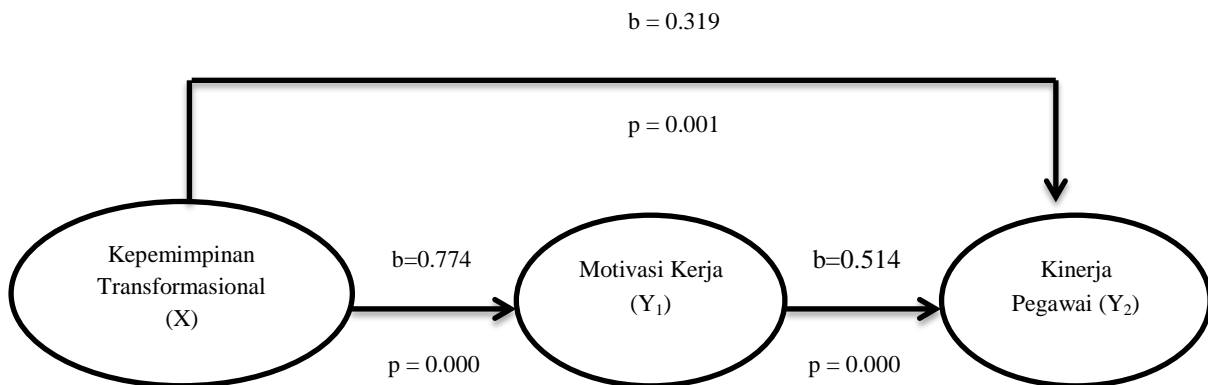 b = 0.319
p = 0.001
Kepemimpinan
Transformasional
(X)
b=0.774
p = 0.000
Motivasi Kerja
(Y₁)
b=0.514
p = 0.000
Kinerja
Pegawai (Y₂)